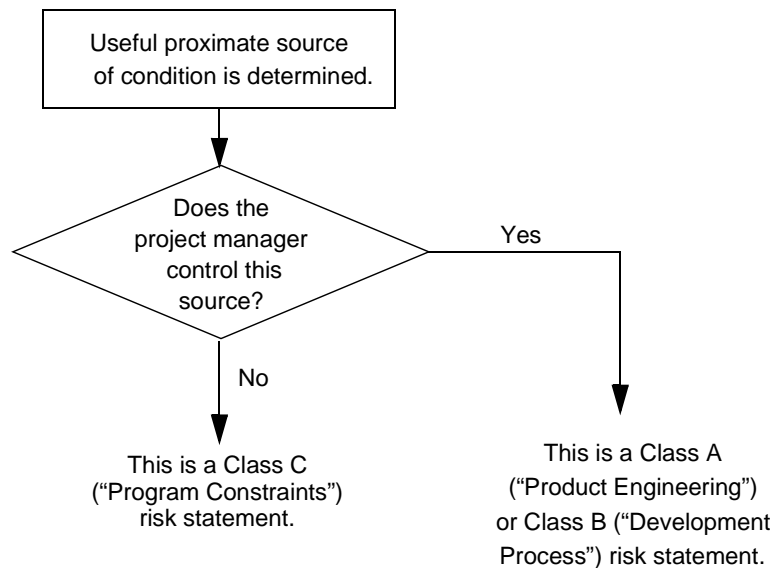 Useful proximate source
of condition is determined.
Does the
project manager
control this
source?
Yes
No
This is a Class C
(“Program Constraints”)
risk statement.
This is a Class A
(“Product Engineering”)
or Class B (“Development
Process”) risk statement.